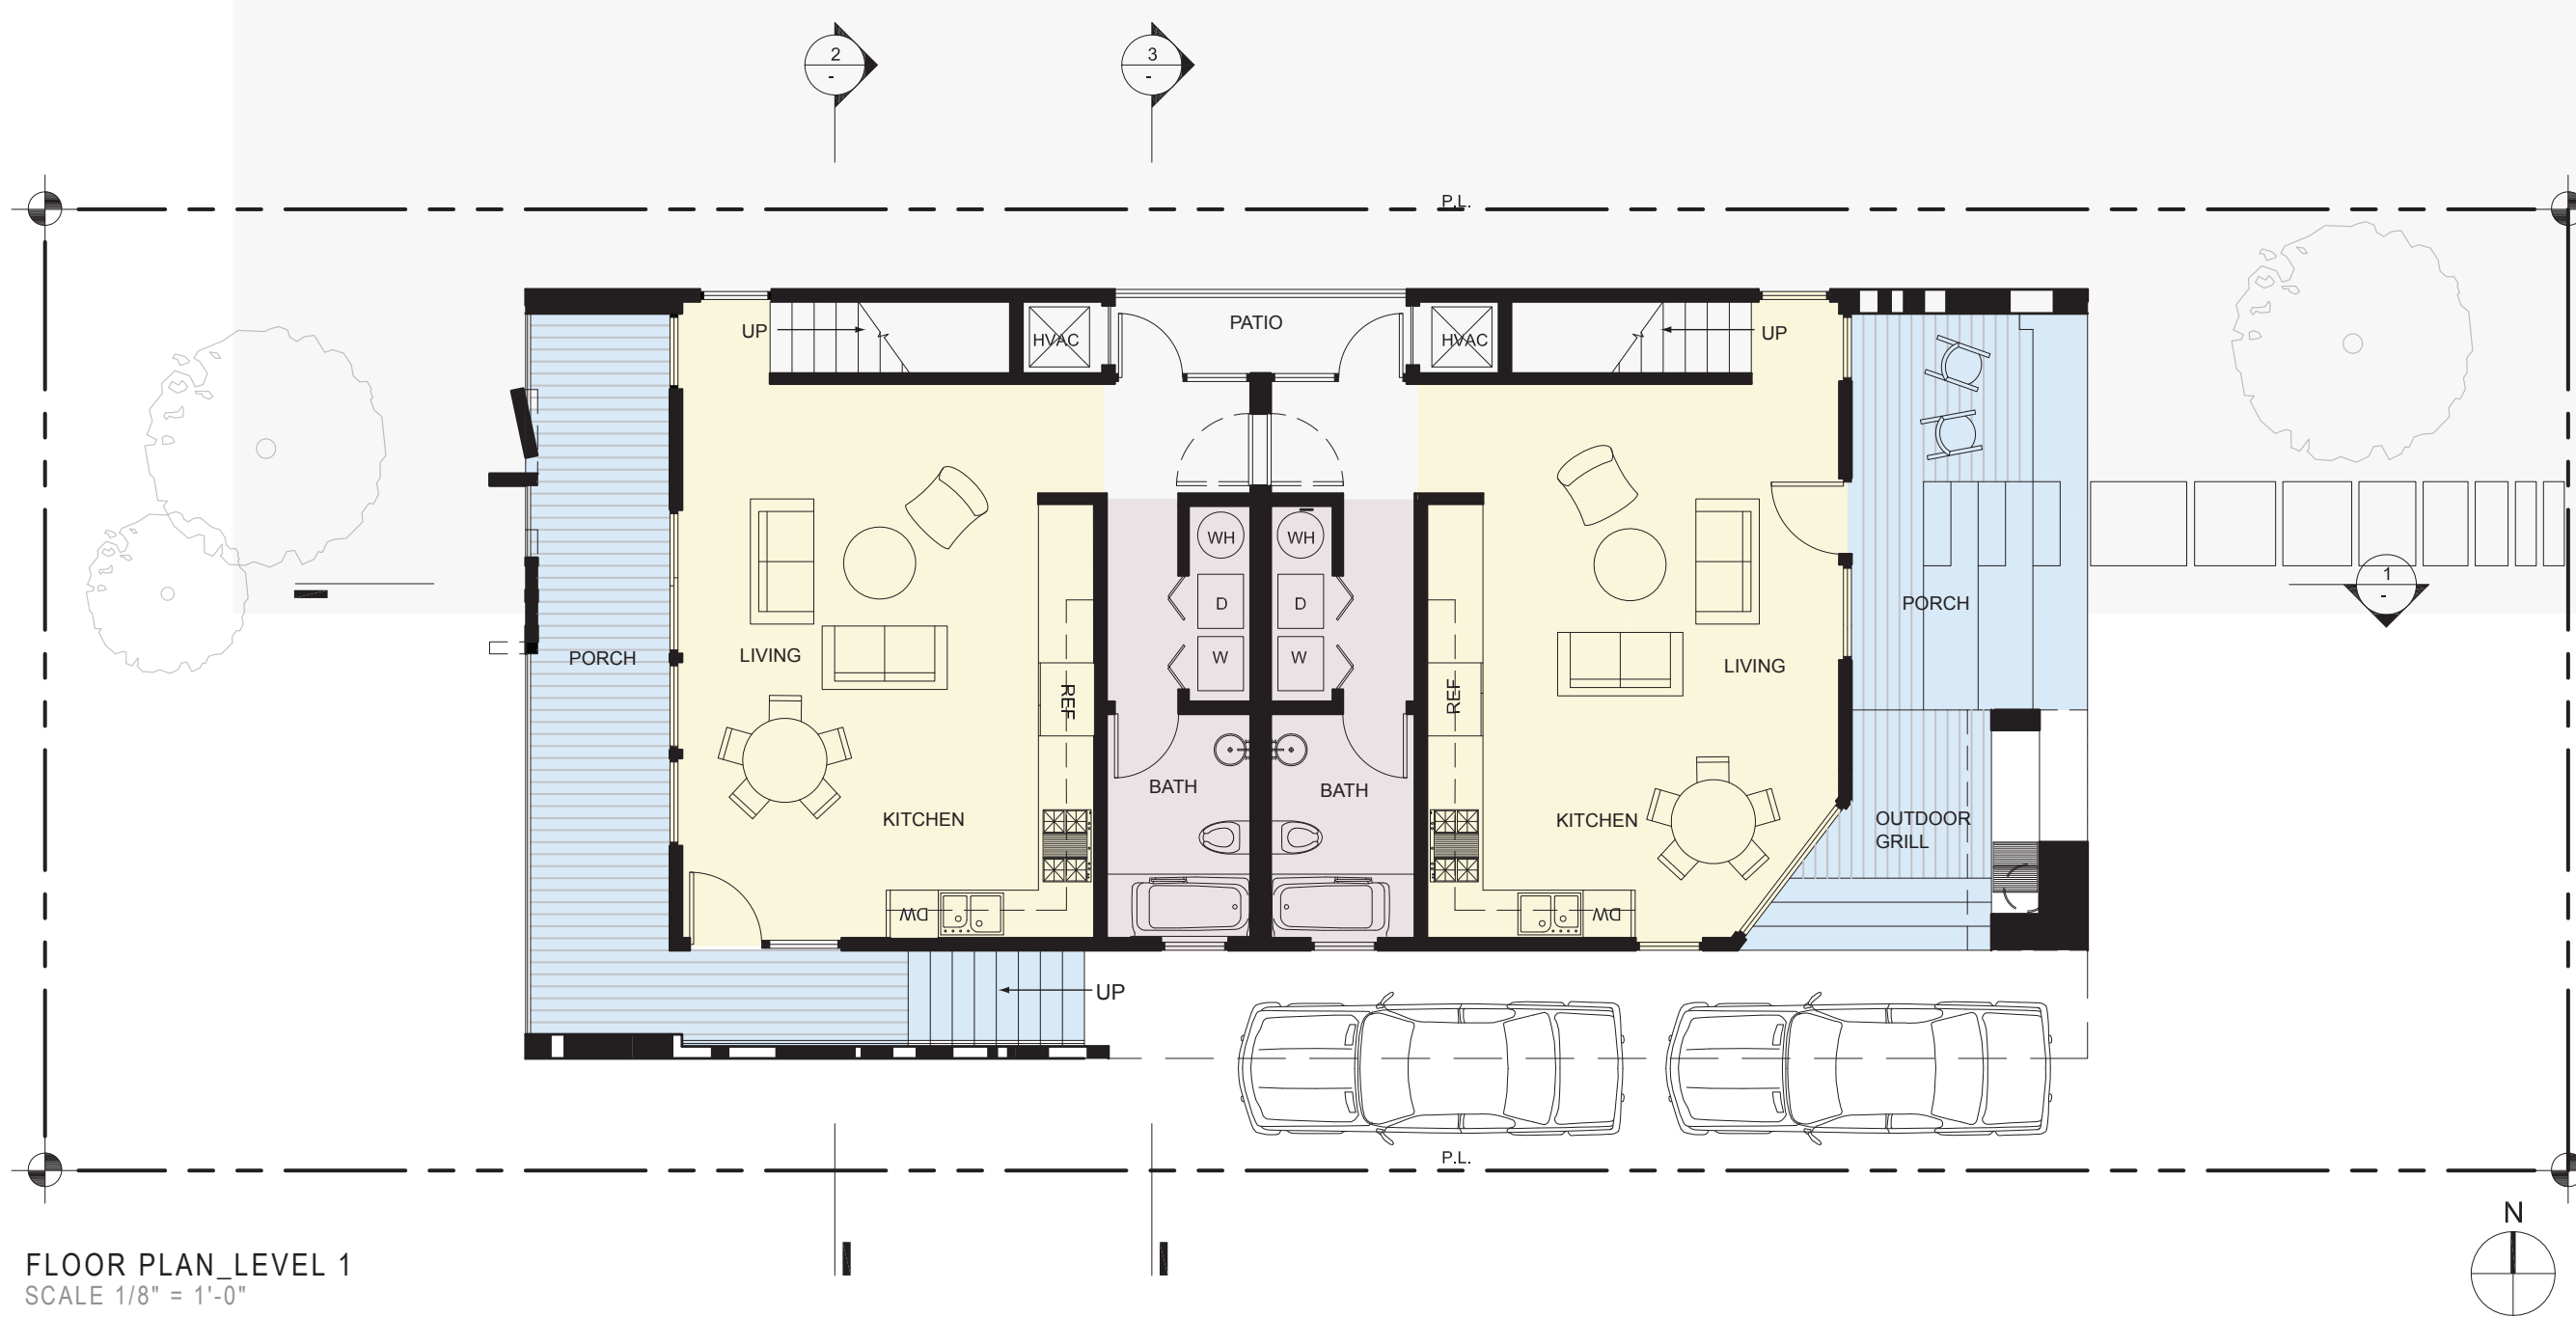 2
-
3
-
P.L.
UP
HVAC
PATIO
HVAC
UP
WH
WH
D
D
W
W
1
-
PORCH
LIVING
PORCH
LIVING
REF
REF
BATH
BATH
KITCHEN
KITCHEN
OUTDOOR
GRILL
DW
DW
UP
P.L.
N
FLOOR PLAN_LEVEL 1
SCALE 1/8" = 1'-0"